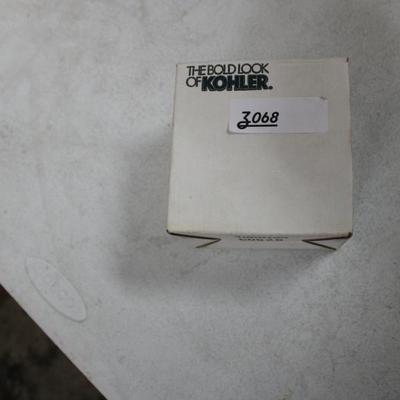 THE BOLD LOOK
OF KOHLER.
3068